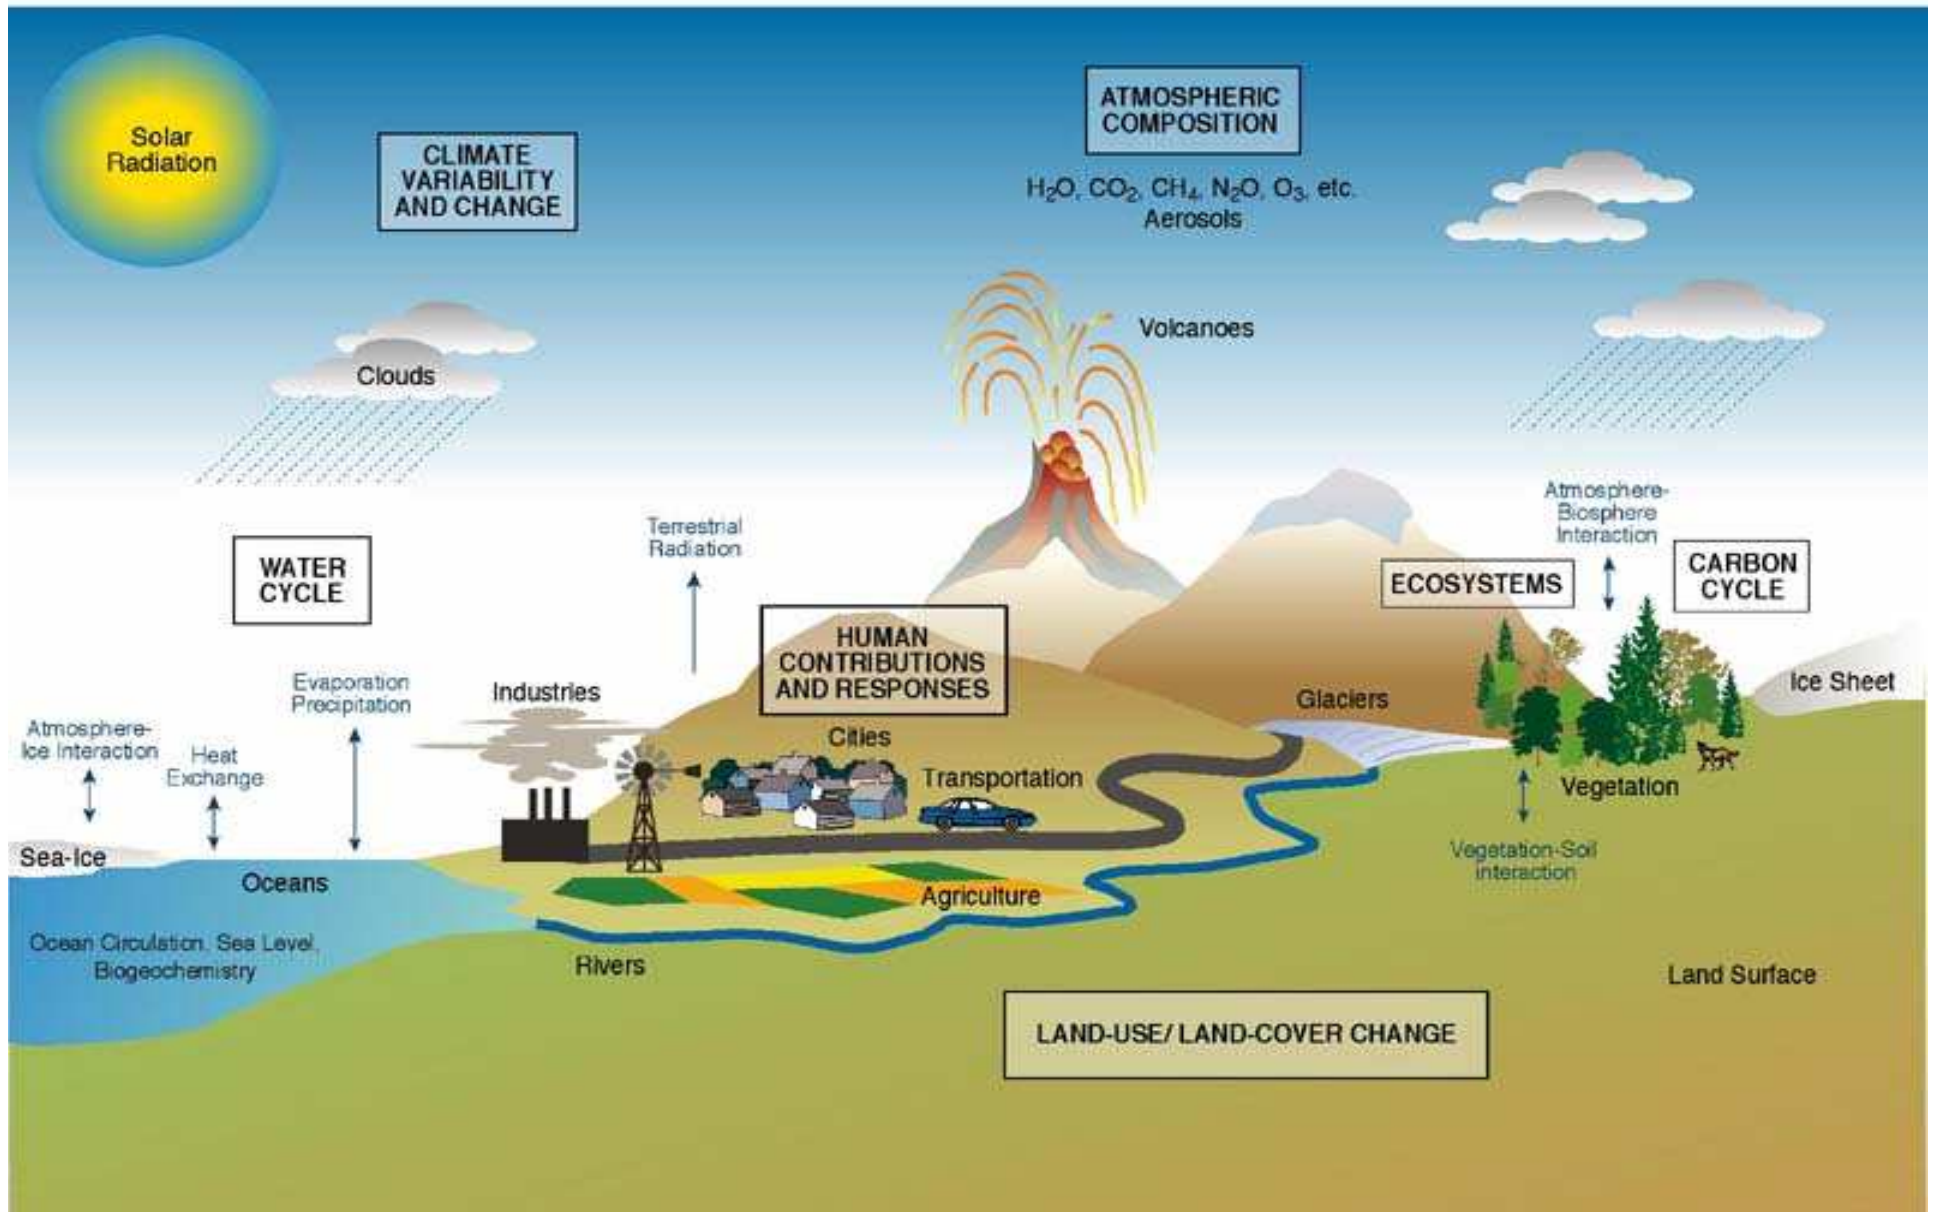 Solar
Radiation
CLIMATE
VARIABILITY
AND CHANGE
ATMOSPHERIC
COMPOSITION
H₂O, CO₂, CH₄, N₂O, O₃, etc.
Aerosols
Volcanoes
Clouds
WATER
CYCLE
Terrestrial
Radiation
Atmosphere-
Biosphere
Interaction
ECOSYSTEMS
CARBON
CYCLE
HUMAN
CONTRIBUTIONS
AND RESPONSES
Evaporation
Precipitation
Industries
Glaciers
Ice Sheet
Atmosphere-
Ice Interaction
Heat
Exchange
Cities
Transportation
Vegetation
Sea-Ice
Oceans
Vegetation-Soil
interaction
Agriculture
Ocean Circulation, Sea Level,
Biogeochemistry
Rivers
Land Surface
LAND-USE/ LAND-COVER CHANGE